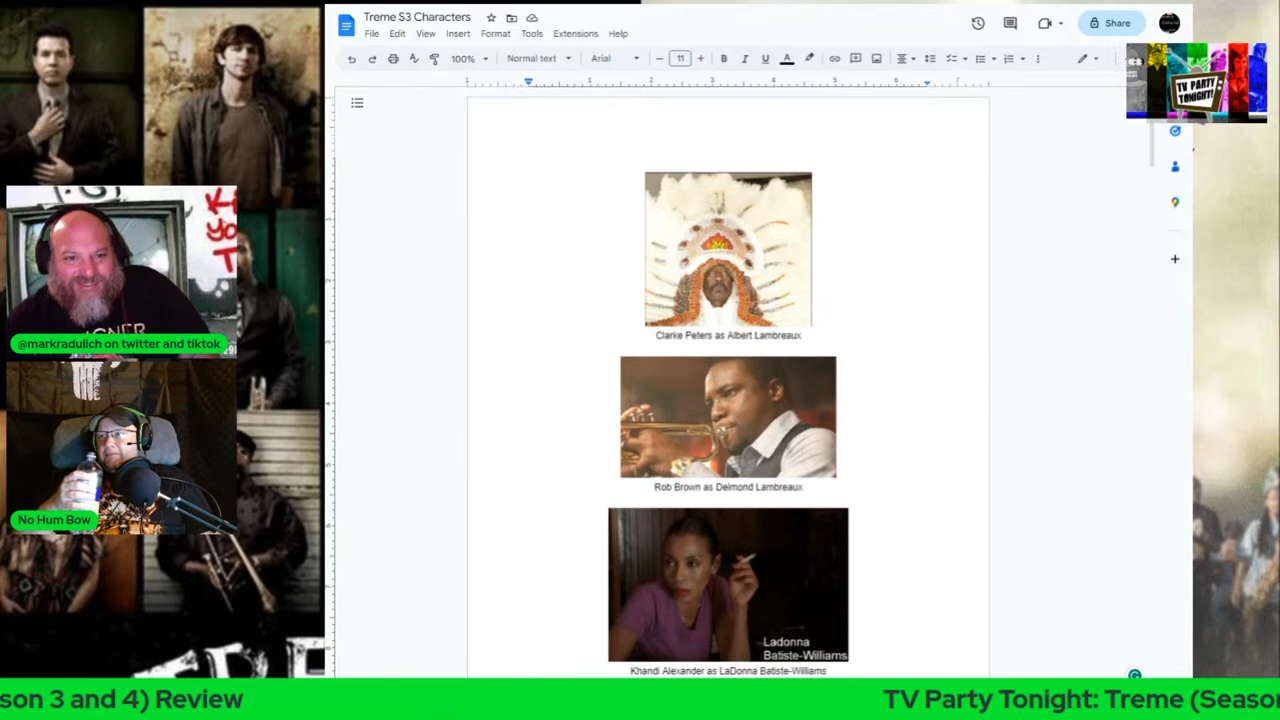 Treme S3 Characters
File Edit View Insert Format Tools Extensions Help
Share
100% Normal text Arial 11
TV PARTY
TONIGHT!
Clarke Peters as Albert Lambreaux
@markradulich on twitter and tiktok
Rob Brown as Delmond Lambreaux
No Hum Bow
Ladonna
Batiste-Williams
Khandi Alexander as LaDonna Batiste-Williams
son 3 and 4) Review TV Party Tonight: Treme (Seaso